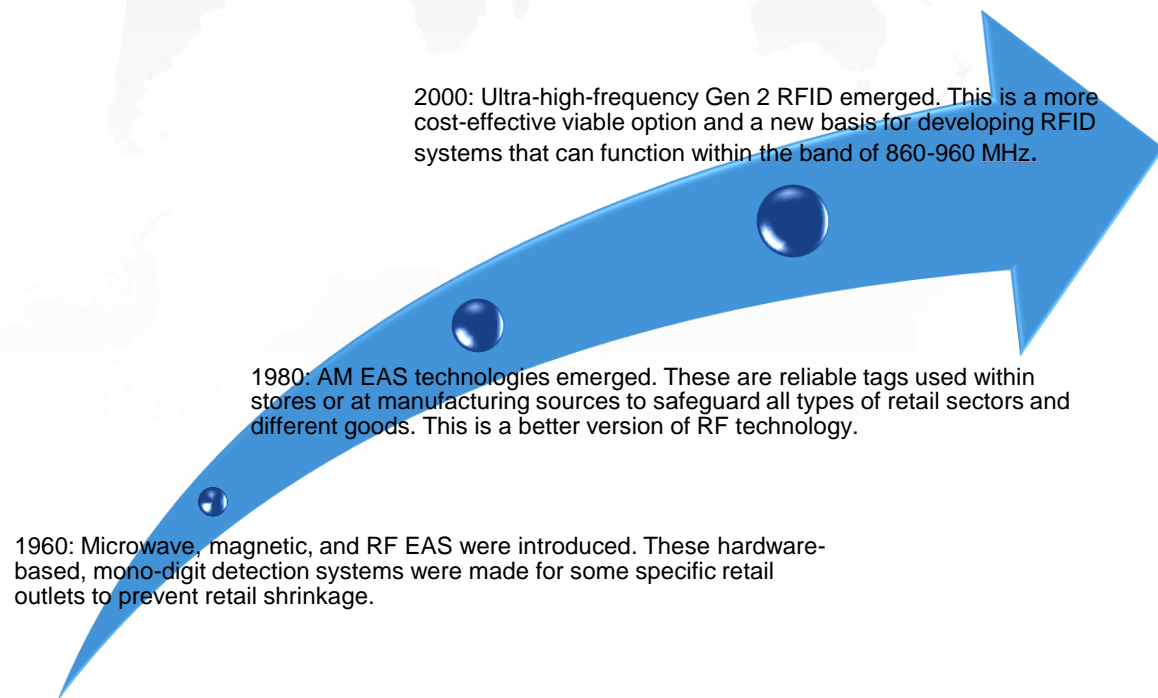 2000: Ultra-high-frequency Gen 2 RFID emerged. This is a more
cost-effective viable option and a new basis for developing RFID
systems that can function within the band of 860-960 MHz.
1980: AM EAS technologies emerged. These are reliable tags used within
stores or at manufacturing sources to safeguard all types of retail sectors and
different goods. This is a better version of RF technology.
1960: Microwave, magnetic, and RF EAS were introduced. These hardware-
based, mono-digit detection systems were made for some specific retail
outlets to prevent retail shrinkage.